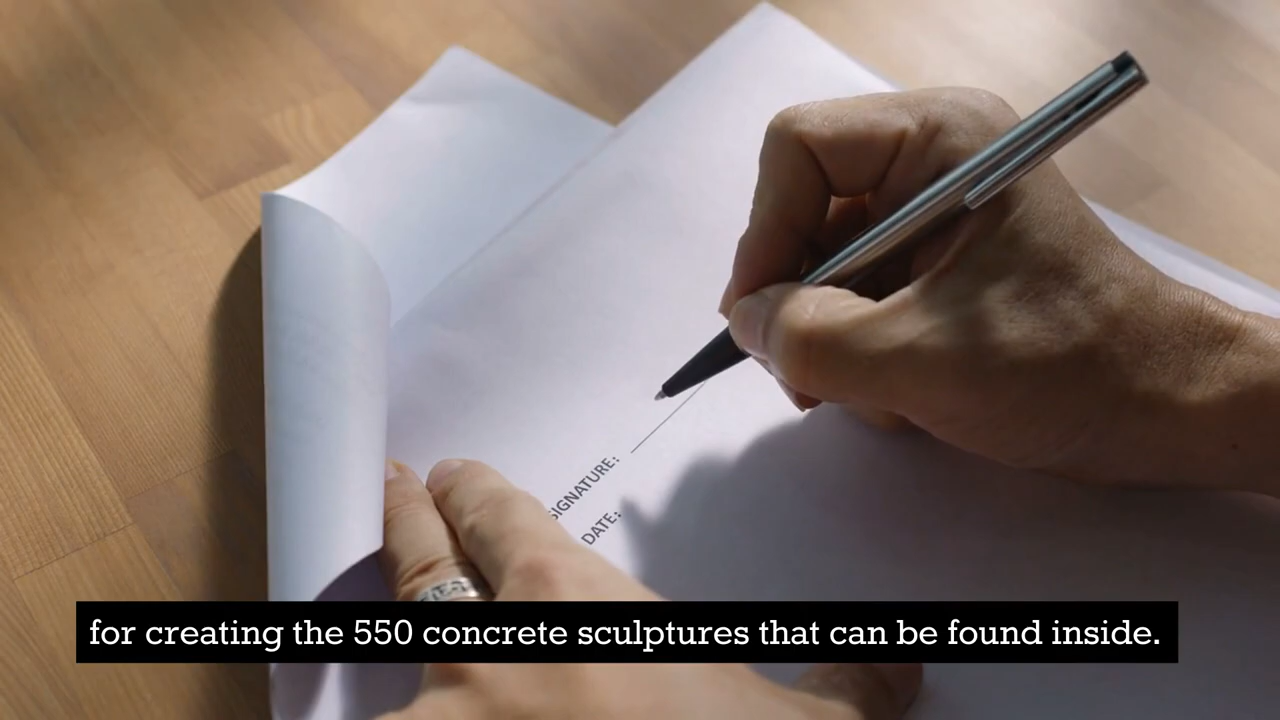 SIGNATURE:
DATE:
for creating the 550 concrete sculptures that can be found inside.